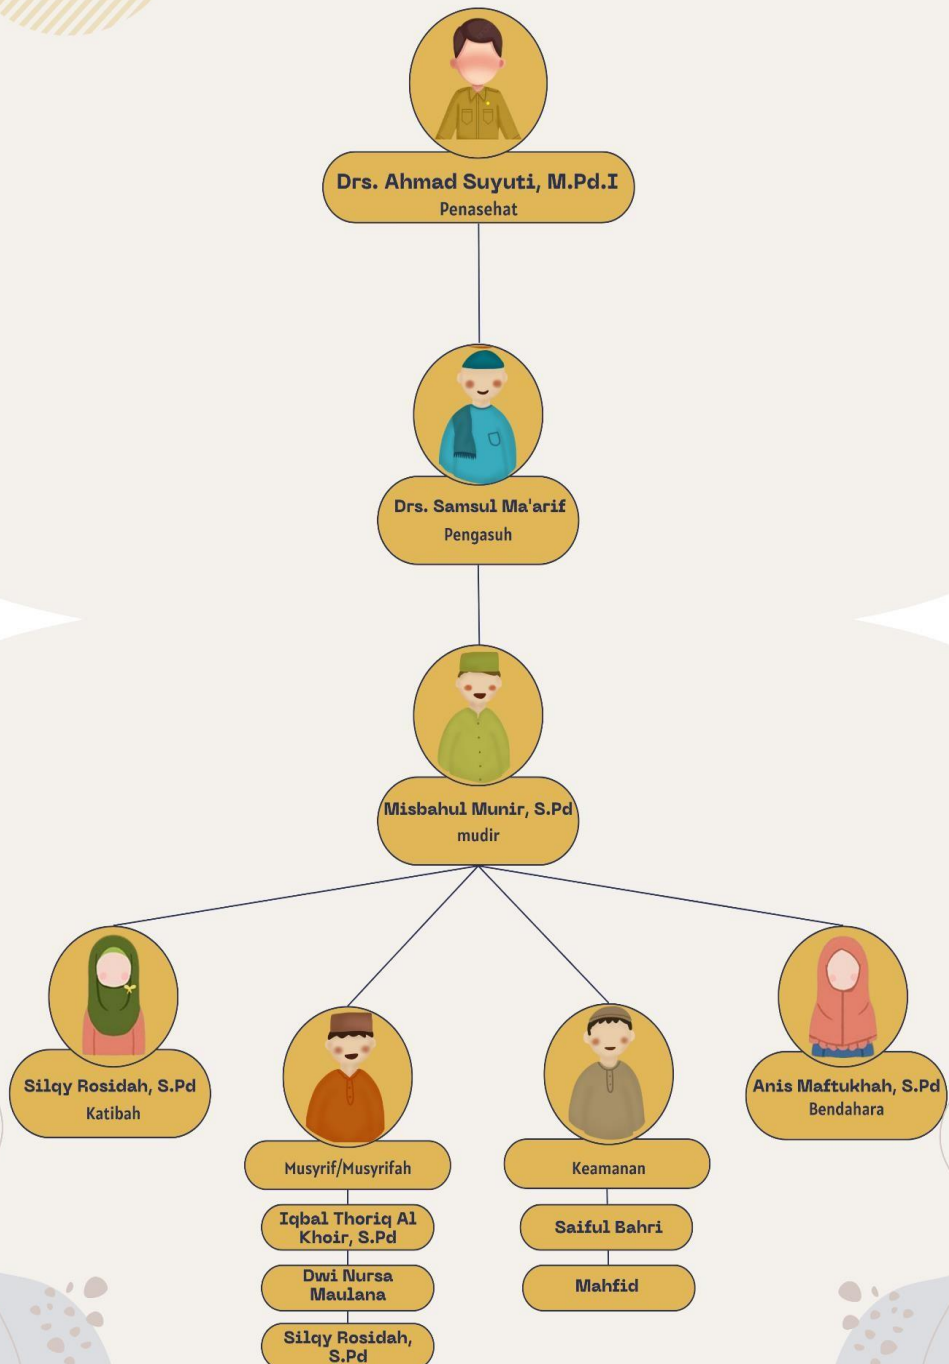 Drs. Ahmad Suyuti, M.Pd.I
Penasehat
Drs. Samsul Ma'arif
Pengasuh
Misbahul Munir, S.Pd
mudir
Silqy Rosidah, S.Pd
Katibah
Musyrif/Musyrifah
Iqbal Thoriq Al
Khoir, S.Pd
Dwi Nursa
Maulana
Silqy Rosidah,
S.Pd
Keamanan
Saiful Bahri
Mahfid
Anis Maftukhah, S.Pd
Bendahara